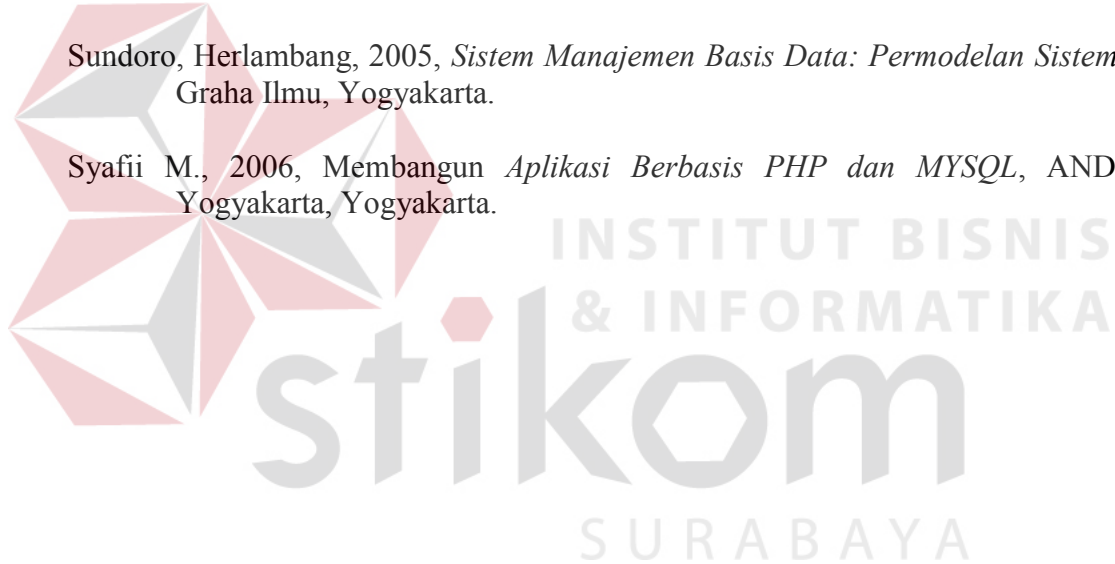 Sundoro, Herlambang, 2005, Sistem Manajemen Basis Data: Permodelan Sistem
Graha Ilmu, Yogyakarta.
Syafii M., 2006, Membangun Aplikasi Berbasis PHP dan MYSQL, AND
Yogyakarta, Yogyakarta.
INSTITUT BISNIS
& INFORMATIKA
stikom
SURABAYA